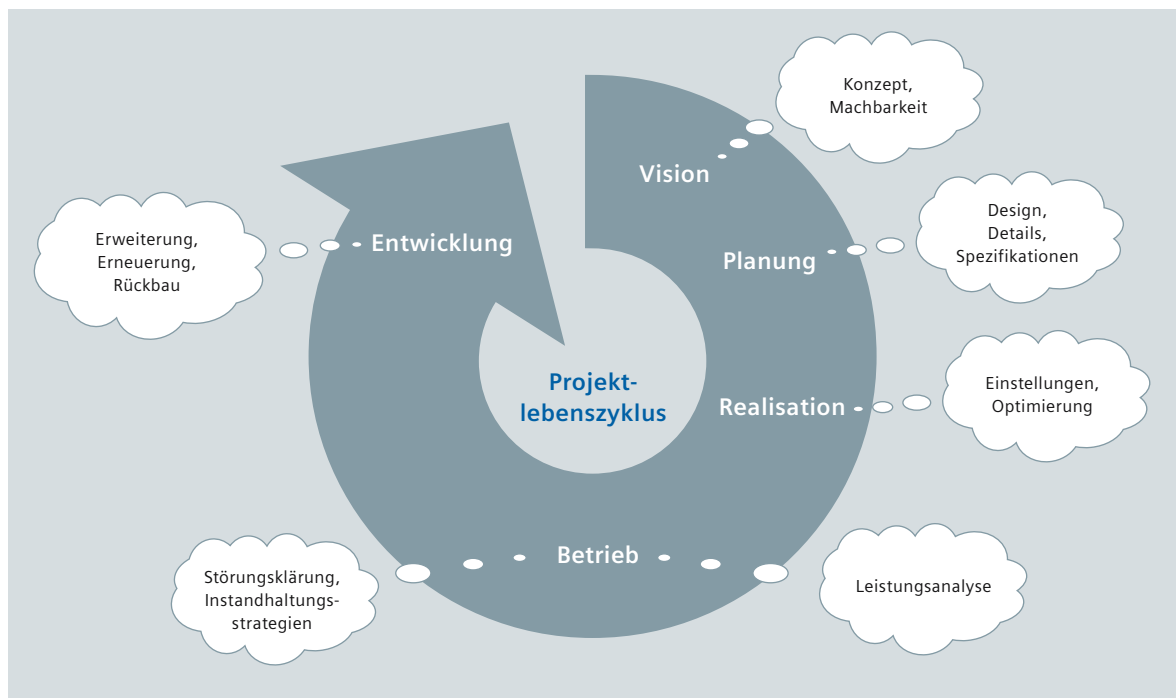 Konzept,
Machbarkeit
Vision
Design,
Details,
Spezifikationen
Planung
Erweiterung,
Erneuerung,
Rückbau
Entwicklung
Projekt-
lebenszyklus
Realisation
Einstellungen,
Optimierung
Betrieb
Störungsklärung,
Instandhaltungs-
strategien
Leistungsanalyse